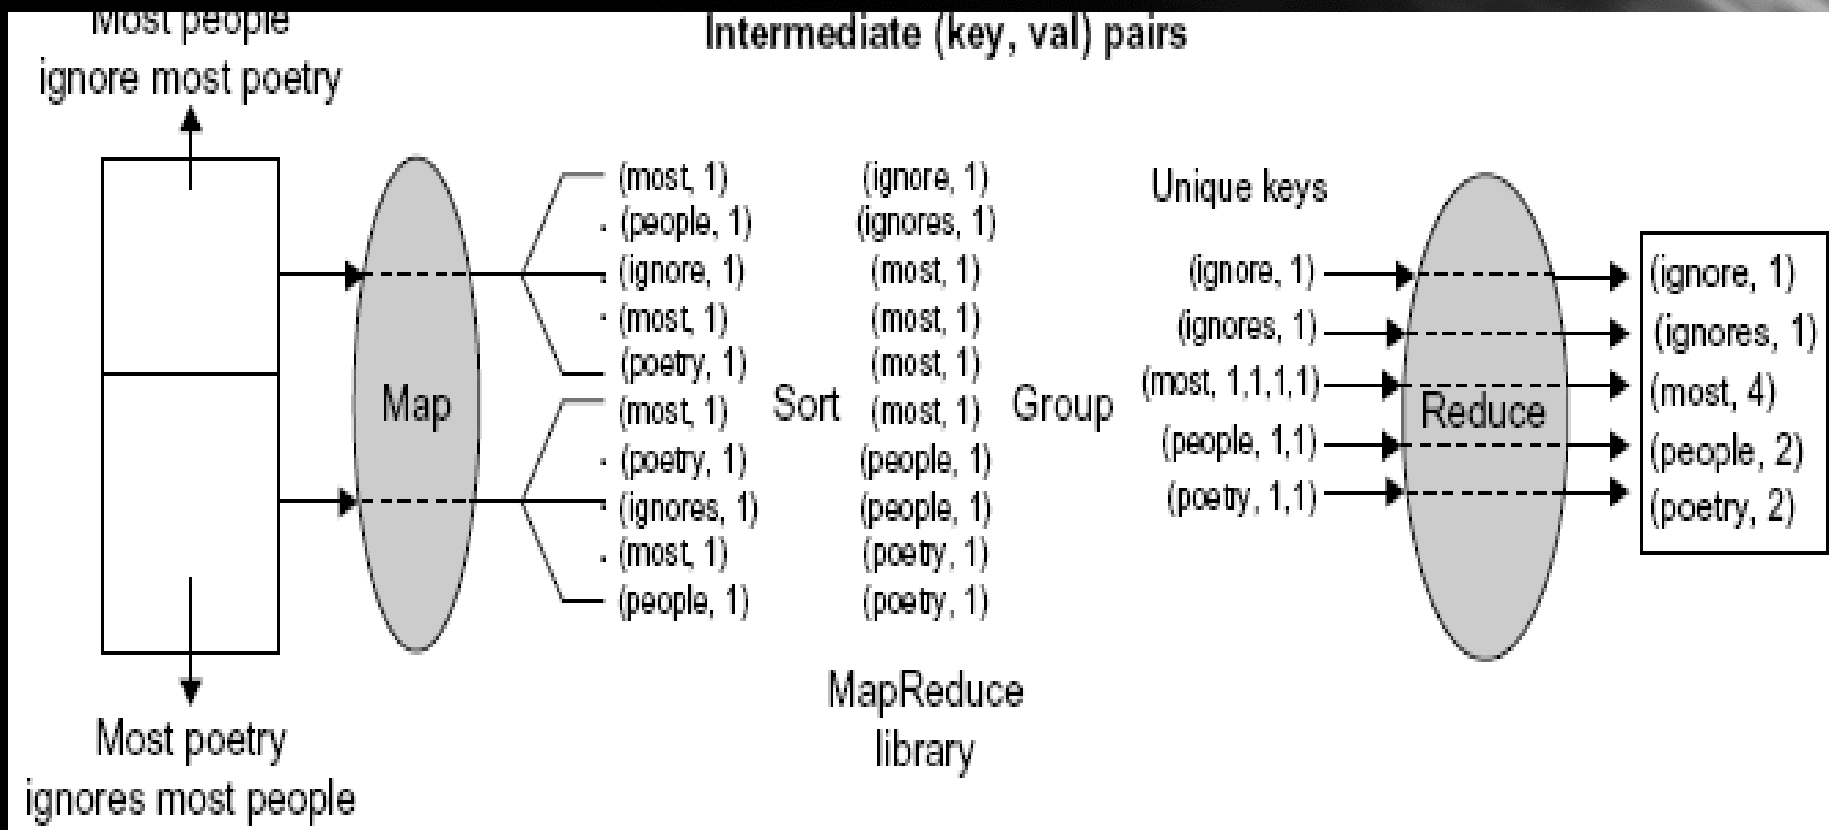 Most people
ignore most poetry
Intermediate (key, val) pairs
Map
(most, 1)
(people, 1)
(ignore, 1)
(most, 1)
(poetry, 1)
(most, 1)
(poetry, 1)
(ignores, 1)
(most, 1)
(people, 1)
Sort
(ignore, 1)
(ignores, 1)
(most, 1)
(most, 1)
(most, 1)
(most, 1)
(people, 1)
(people, 1)
(poetry, 1)
(poetry, 1)
Group
Unique keys
(ignore, 1)
(ignores, 1)
(most, 1,1,1,1)
(people, 1,1)
(poetry, 1,1)
Reduce
(ignore, 1)
(ignores, 1)
(most, 4)
(people, 2)
(poetry, 2)
MapReduce
library
Most poetry
ignores most people